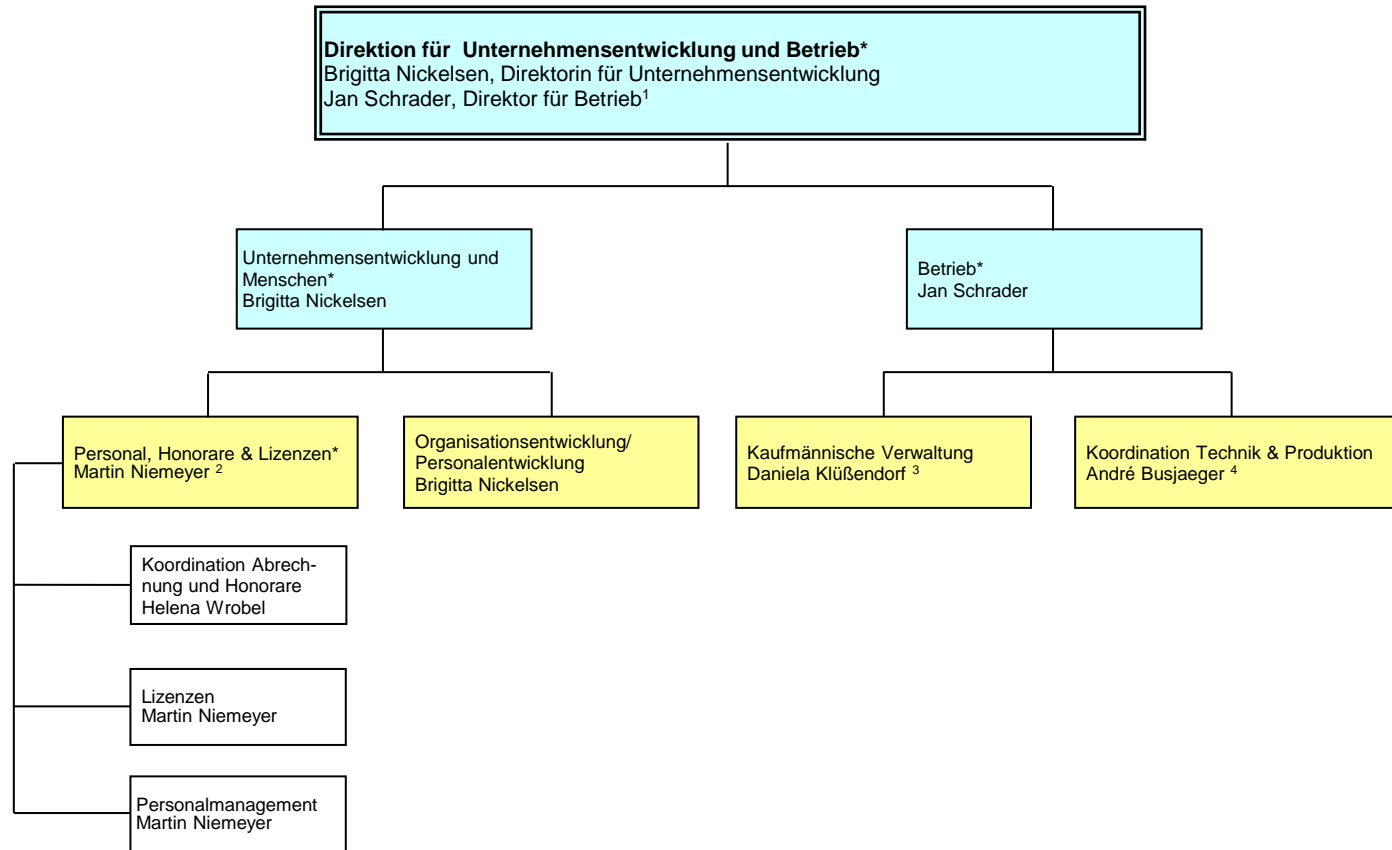 Direktion für  Unternehmensentwicklung und Betrieb*
Brigitta Nickelsen, Direktorin für Unternehmensentwicklung
Jan Schrader, Direktor für Betrieb¹
Unternehmensentwicklung und
Menschen*
Brigitta Nickelsen
Betrieb*
Jan Schrader
Personal, Honorare & Lizenzen*
Martin Niemeyer ²
Organisationsentwicklung/
Personalentwicklung
Brigitta Nickelsen
Kaufmännische Verwaltung
Daniela Klüßendorf ³
Koordination Technik & Produktion
André Busjaeger ⁴
Koordination Abrech-
nung und Honorare
Helena Wrobel
Lizenzen
Martin Niemeyer
Personalmanagement
Martin Niemeyer